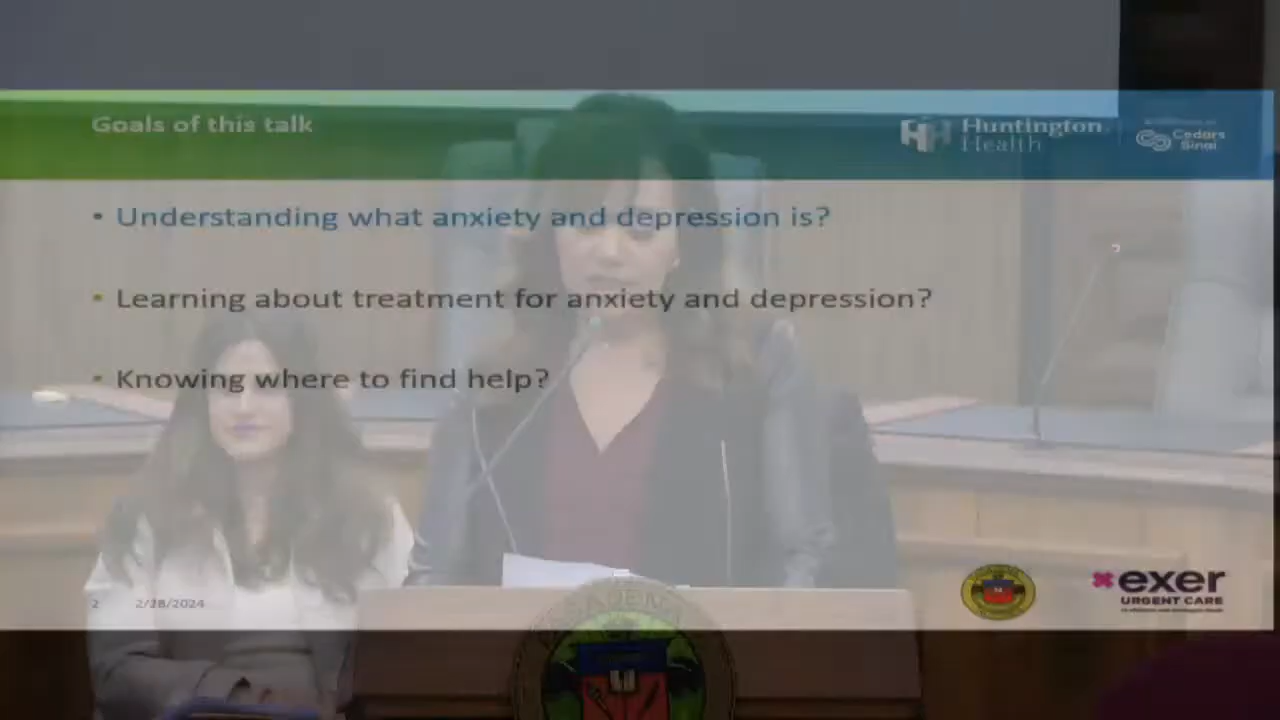 Goals of this talk
Huntington
Health
Cedars
Sinai
• Understanding what anxiety and depression is?
• Learning about treatment for anxiety and depression?
• Knowing where to find help?
2 2/28/2024
exer
URGENT CARE
PASADENA